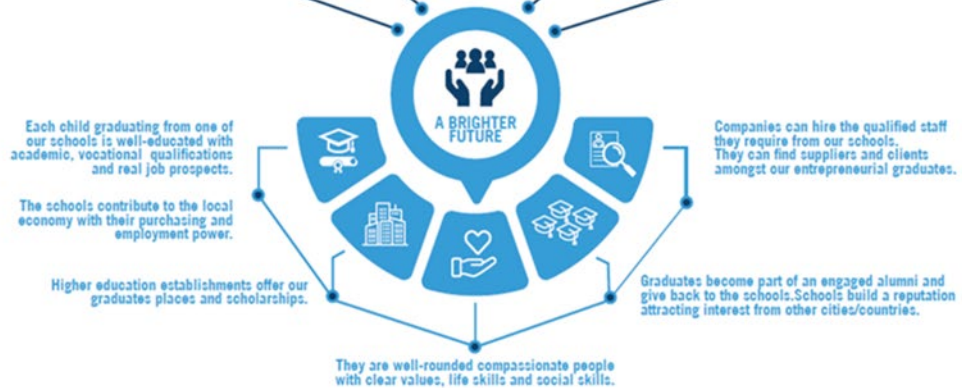 A BRIGHTER
FUTURE
Each child graduating from one of
our schools is well-educated with
academic, vocational qualifications
and real job prospects.
The schools contribute to the local
economy with their purchasing and
employment power.
Higher education establishments offer our
graduates places and scholarships.
They are well-rounded compassionate people
with clear values, life skills and social skills.
Graduates become part of an engaged alumni and
give back to the schools.Schools build a reputation
attracting interest from other cities/countries.
Companies can hire the qualified staff
they require from our schools.
They can find suppliers and clients
amongst our entrepreneurial graduates.